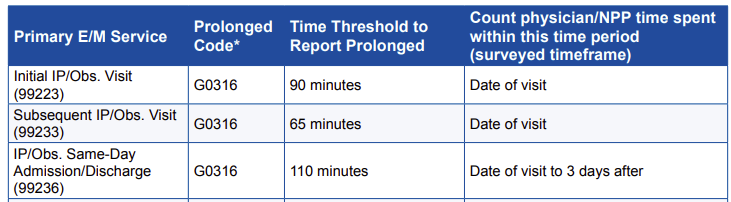 Primary E/M Service
Prolonged
Code*
Time Threshold to
Report Prolonged
Count physician/NPP time spent
within this time period
(surveyed timeframe)
Initial IP/Obs. Visit
(99223)
G0316
90 minutes
Date of visit
Subsequent IP/Obs. Visit
(99233)
G0316
65 minutes
Date of visit
IP/Obs. Same-Day
Admission/Discharge
(99236)
G0316
110 minutes
Date of visit to 3 days after